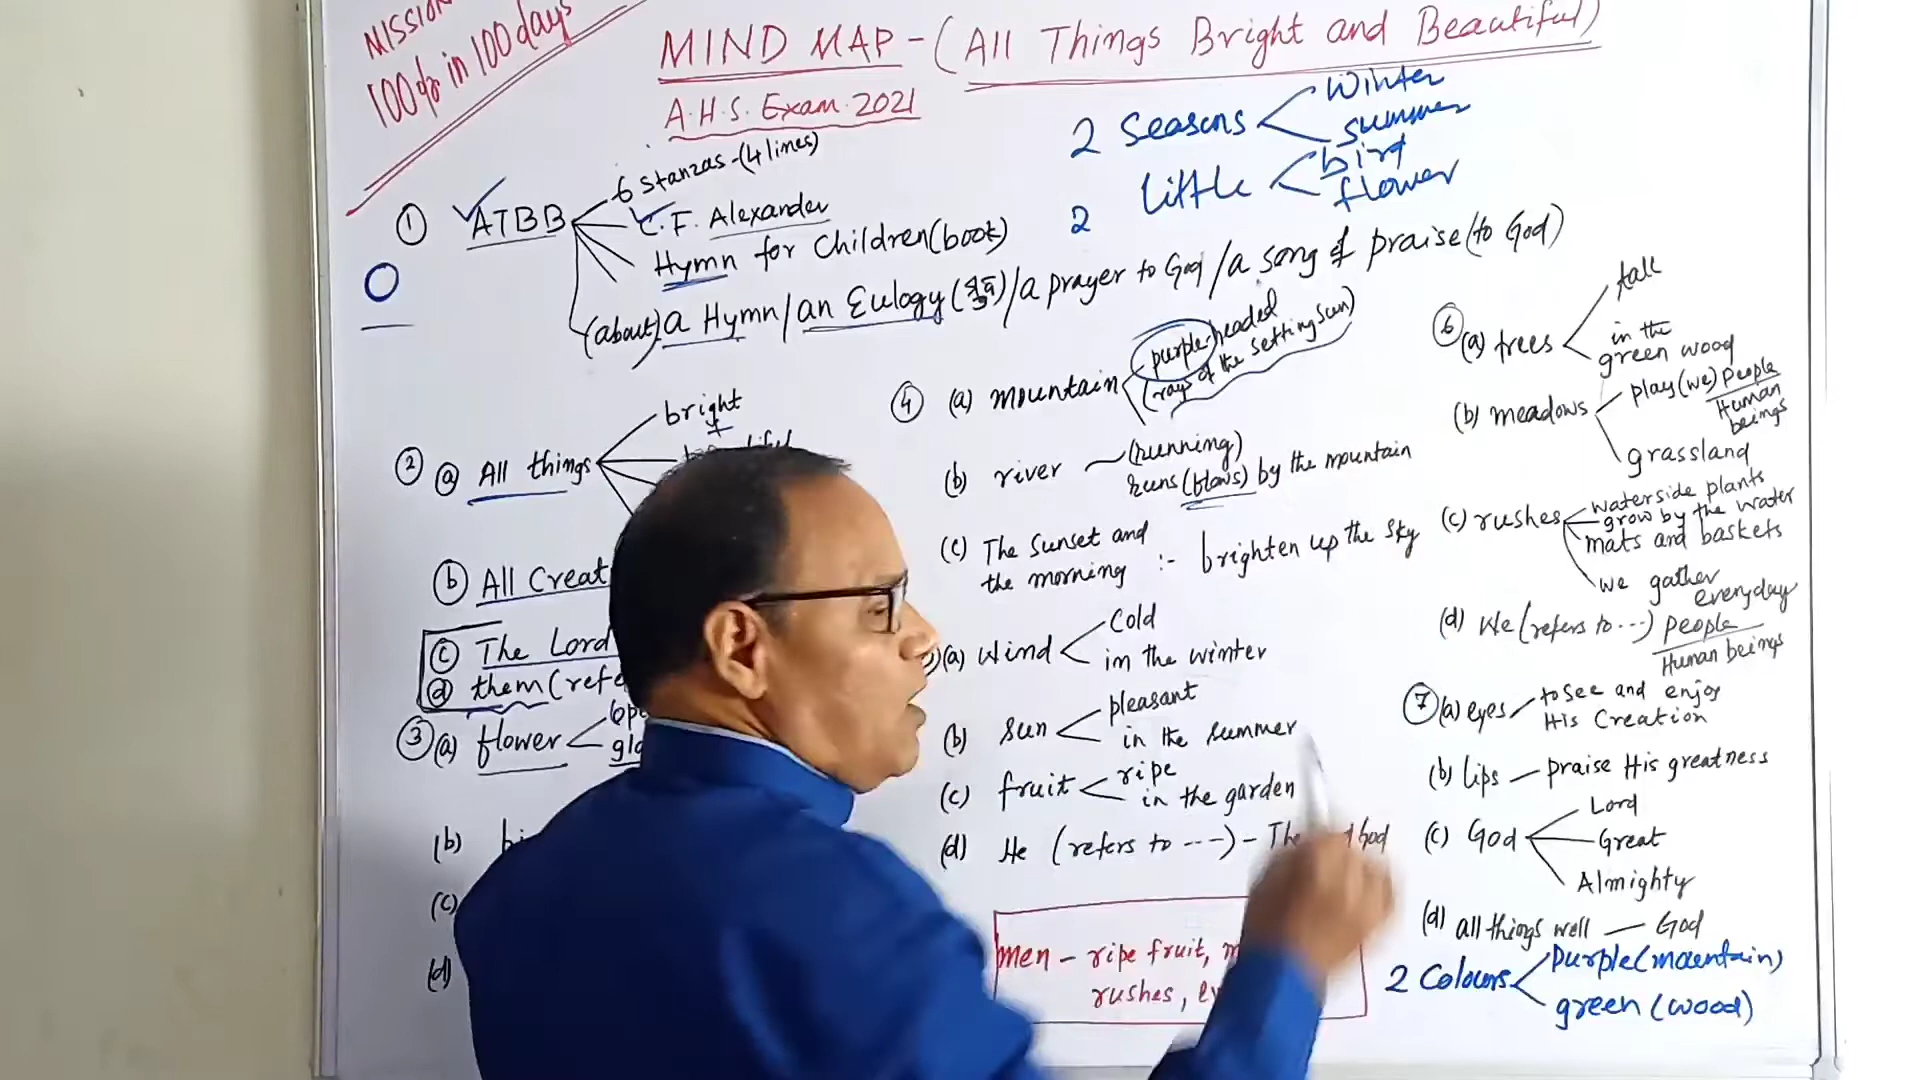 MISSION
100% in 100 days
MIND MAP - (All Things Bright and Beautiful)
A.H.S. Exam. 2021
2 Seasons
Winter
summer
2 little
bird
flower
① ATBB
6 stanzas-(4 lines)
C.F. Alexander
Hymn for Children(book)
(about) a Hymn/an Eulogy/a prayer to God/a song of praise(to God)
② (a) All things
bright
(b) All Creat
(c) The Lord
(d) them(refe
③ (a) flower
ope
glo
(b) bi
(c)
(d)
④ (a) mountain
purple headed
(rays of the setting sun)
(b) river
(running)
runs(flows) by the mountain
(c) The Sunset and the morning :- brighten up the sky
(a) Wind
Cold
in the winter
(b) sun
pleasant
in the summer
(c) fruit
ripe
in the garden
(d) He (refers to ---) - The God
men - ripe fruit, m
rushes, ey
⑥ (a) trees
tall
in the green wood
(b) meadows
play(we) People
Human beings
grassland
(c) rushes
waterside plants
grow by the water
mats and baskets
we gather everyday
(d) We (refers to ---) People
Human beings
⑦ (a) eyes - to see and enjoy
His Creation
(b) lips - praise His greatness
(c) God
Lord
Great
Almighty
(d) all things well - God
2 Colours
purple(mountain)
green (wood)